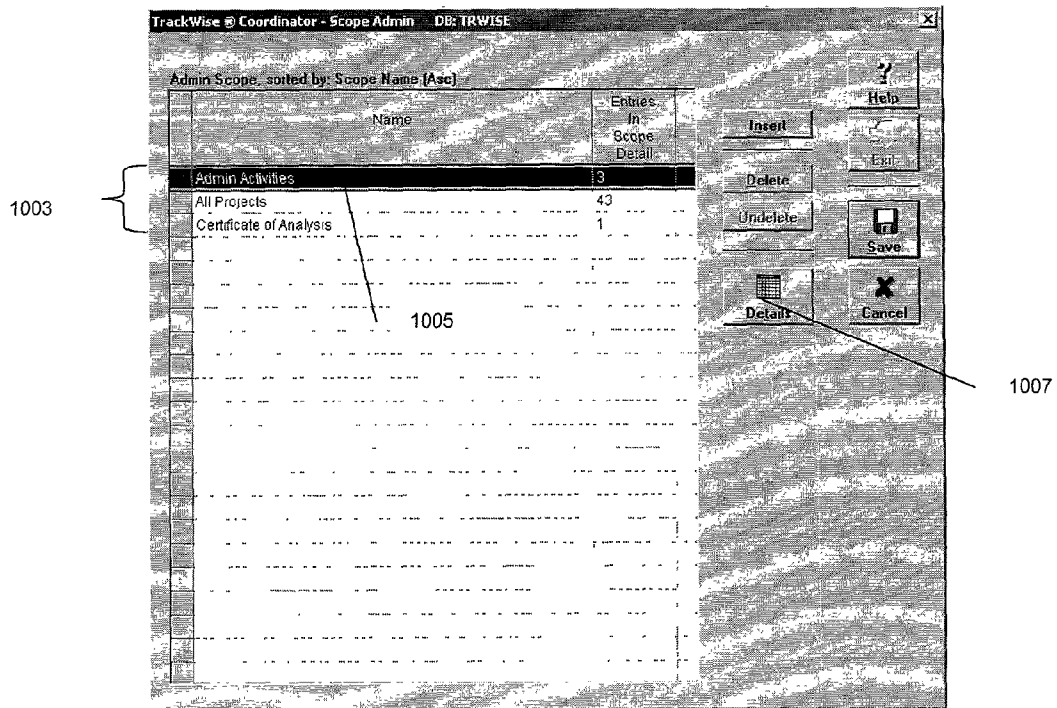 TrackWise ® Coordinator - Scope Admin DB: TRWISE
Admin Scope, sorted by: Scope Name [Asc]
Name
Entries
In
Scope
Detail
Admin Activities 3
All Projects 43
Certificate of Analysis 1
1003
1005
Insert
Delete
Undelete
Details
Help
Exit
Save
Cancel
1007